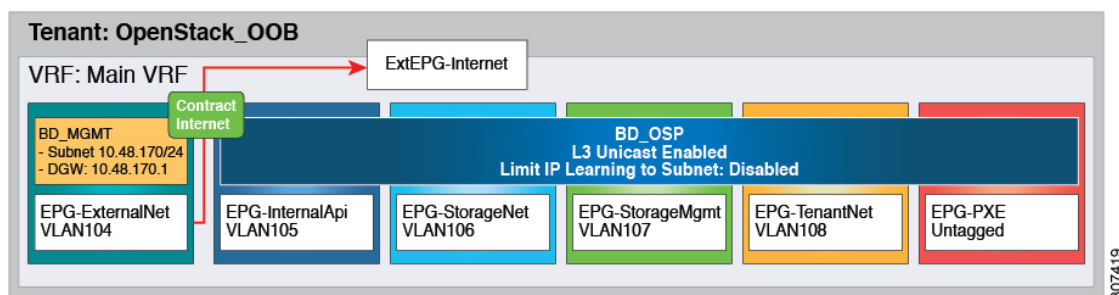 Tenant: OpenStack_OOB
VRF: Main VRF
ExtEPG-Internet
Contract
Internet
BD_MGMT
- Subnet 10.48.170/24
- DGW: 10.48.170.1
BD_OSP
L3 Unicast Enabled
Limit IP Learning to Subnet: Disabled
EPG-ExternalNet
VLAN104
EPG-InternalApi
VLAN105
EPG-StorageNet
VLAN106
EPG-StorageMgmt
VLAN107
EPG-TenantNet
VLAN108
EPG-PXE
Untagged
307419